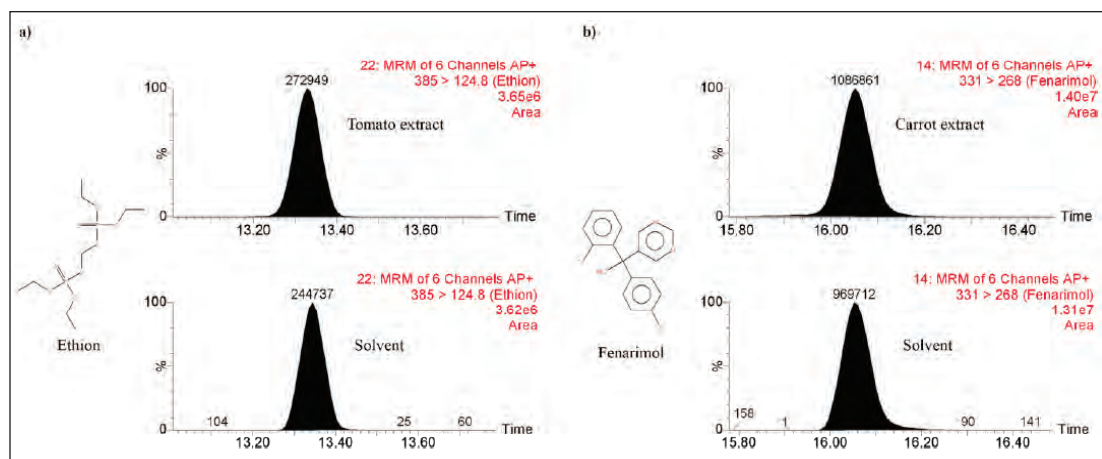 a)
22: MRM of 6 Channels AP+
385 > 124.8 (Ethion)
3.65e6
Area
100
272949
Tomato extract
%
0
13.20
13.40
13.60
Time
22: MRM of 6 Channels AP+
385 > 124.8 (Ethion)
3.62e6
Area
100
244737
Solvent
%
0
104
25
60
13.20
13.40
13.60
Time
Ethion
b)
14: MRM of 6 Channels AP+
331 > 268 (Fenarimol)
1.40e7
Area
100
1086861
Carrot extract
%
0
15.80
16.00
16.20
16.40
Time
14: MRM of 6 Channels AP+
331 > 268 (Fenarimol)
1.31e7
Area
100
969712
Solvent
%
0
158
1
90
141
15.80
16.00
16.20
16.40
Time
Fenarimol